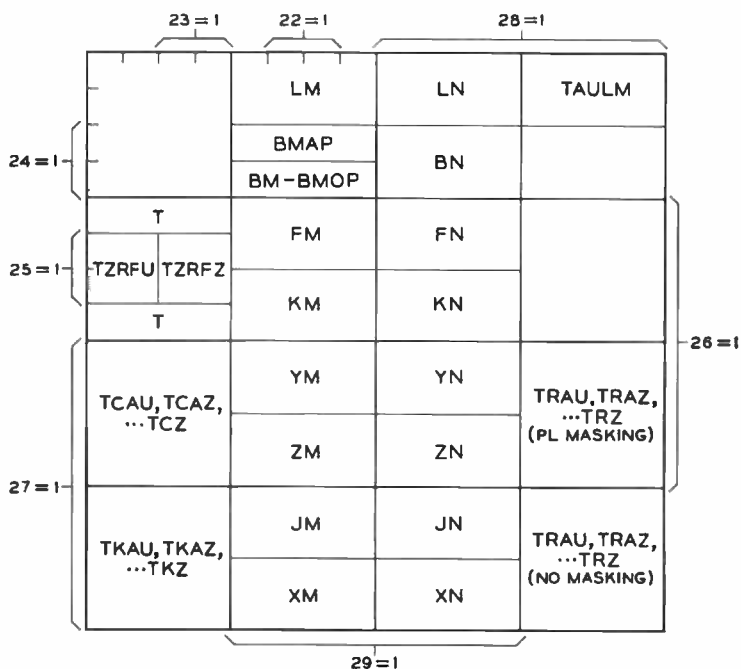 23=1 22=1 28=1
LM LN TAULM
24=1 BMAP BN
BM-BMOP
T
FM FN
25=1 TZRFU TZRFZ
KM KN
T
26=1
YM YN
TCAU, TCAZ,
···TCZ
TRAU, TRAZ,
···TRZ
(PL MASKING)
ZM ZN
27=1
JM JN
TKAU, TKAZ,
···TKZ
TRAU, TRAZ,
···TRZ
(NO MASKING)
XM XN
29=1